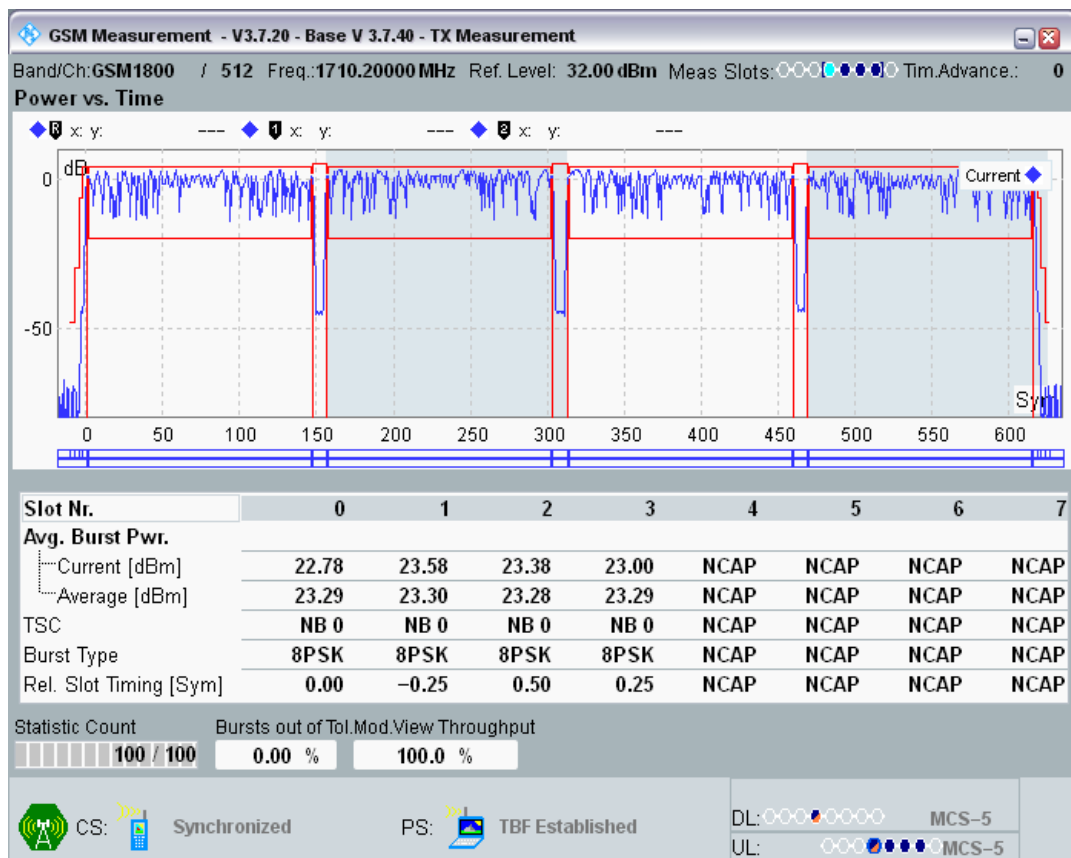 GSM Measurement - V3.7.20 - Base V 3.7.40 - TX Measurement
Band/Ch:GSM1800 / 512 Freq.:1710.20000 MHz Ref. Level: 32.00 dBm Meas Slots: Tim.Advance.: 0
Power vs. Time
R x: y: --- 1 x: y: --- 2 x: y: ---
dB
Current
0
-50
Sym
0 50 100 150 200 250 300 350 400 450 500 550 600
Slot Nr. 0 1 2 3 4 5 6 7
Avg. Burst Pwr.
Current [dBm] 22.78 23.58 23.38 23.00 NCAP NCAP NCAP NCAP
Average [dBm] 23.29 23.30 23.28 23.29 NCAP NCAP NCAP NCAP
TSC NB 0 NB 0 NB 0 NB 0 NCAP NCAP NCAP NCAP
Burst Type 8PSK 8PSK 8PSK 8PSK NCAP NCAP NCAP NCAP
Rel. Slot Timing [Sym] 0.00 −0.25 0.50 0.25 NCAP NCAP NCAP NCAP
Statistic Count Bursts out of Tol.Mod.View Throughput
100 / 100 0.00 % 100.0 %
CS: Synchronized PS: TBF Established
DL: MCS−5
UL: MCS−5